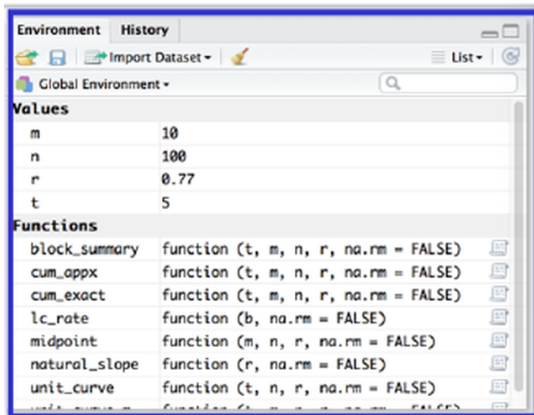 Environment History
Import Dataset List
Global Environment
Values
m 10
n 100
r 0.77
t 5
Functions
block_summary function (t, m, n, r, na.rm = FALSE)
cum_appx function (t, m, n, r, na.rm = FALSE)
cum_exact function (t, m, n, r, na.rm = FALSE)
lc_rate function (b, na.rm = FALSE)
midpoint function (m, n, r, na.rm = FALSE)
natural_slope function (r, na.rm = FALSE)
unit_curve function (t, n, r, na.rm = FALSE)